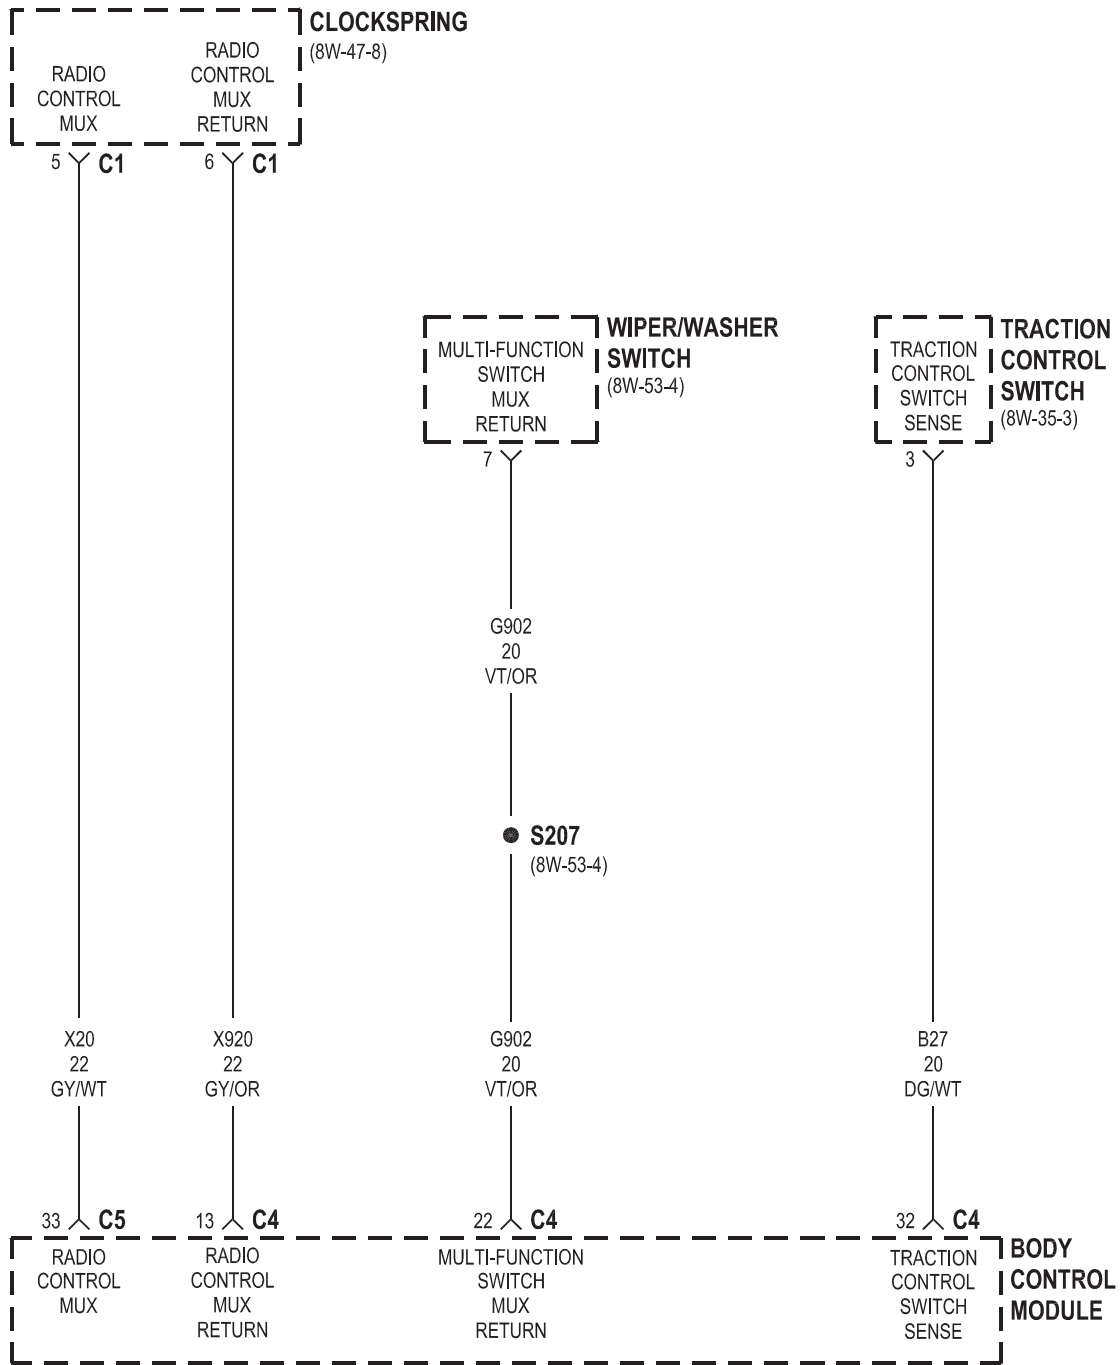 CLOCKSPRING
(8W-47-8)
RADIO
CONTROL
MUX
RADIO
CONTROL
MUX
RETURN
5 C1
6 C1
WIPER/WASHER
SWITCH
(8W-53-4)
MULTI-FUNCTION
SWITCH
MUX
RETURN
7
TRACTION
CONTROL
SWITCH
(8W-35-3)
TRACTION
CONTROL
SWITCH
SENSE
3
G902
20
VT/OR
S207
(8W-53-4)
X20
22
GY/WT
X920
22
GY/OR
G902
20
VT/OR
B27
20
DG/WT
33 C5
13 C4
22 C4
32 C4
RADIO
CONTROL
MUX
RADIO
CONTROL
MUX
RETURN
MULTI-FUNCTION
SWITCH
MUX
RETURN
TRACTION
CONTROL
SWITCH
SENSE
BODY
CONTROL
MODULE